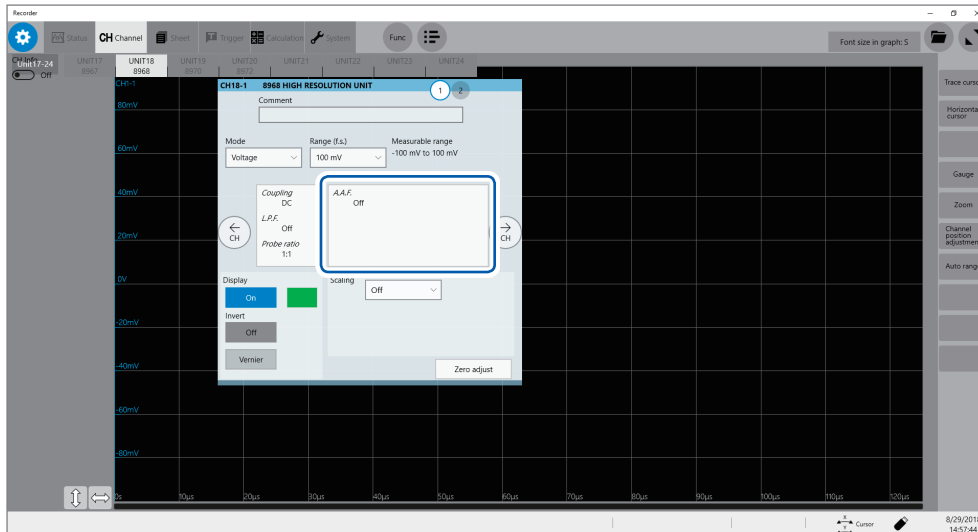 Recorder
Status CH Channel Sheet Trigger Calculation System Func Font size in graph: S
Unit17-24 UNIT17 UNIT18 UNIT19 UNIT20 UNIT21 UNIT22 UNIT23 UNIT24
Off 8967 8968 8970 8972
CH1-1
80mV
60mV
40mV
20mV
0V
-20mV
-40mV
-60mV
-80mV
CH18-1 8968 HIGH RESOLUTION UNIT 1 2
Comment
Mode Range (f.s.) Measurable range
Voltage 100 mV -100 mV to 100 mV
Coupling
DC
L.P.F.
Off
Probe ratio
1:1
A.A.F.
Off
CH
CH
Display Scaling
On Off
Invert
Off
Vernier Zero adjust
Trace curso
Horizonta
cursor
Gauge
Zoom
Channel
position
adjustmen
Auto rang
0s 10µs 20µs 30µs 40µs 50µs 60µs 70µs 80µs 90µs 100µs 110µs 120µs
X
Y Cursor
8/29/201
14:57:44